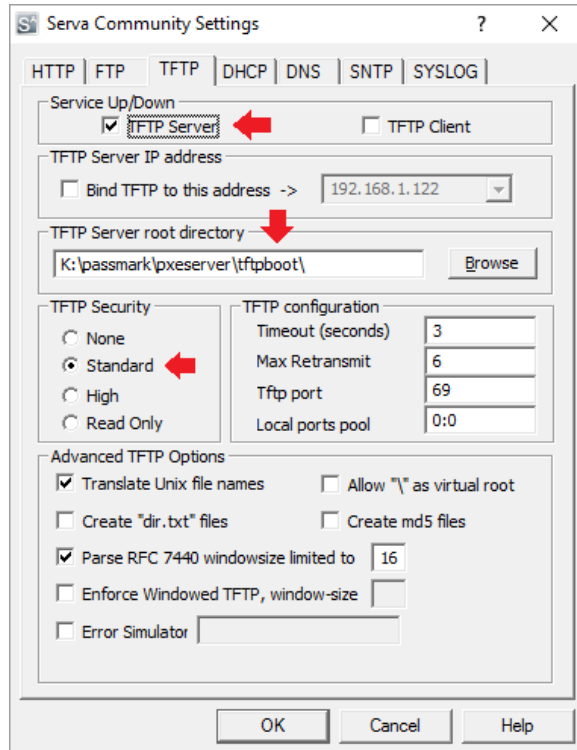 Serva Community Settings ? X
HTTP FTP TFTP DHCP DNS SNTP SYSLOG
Service Up/Down
TFTP Server TFTP Client
TFTP Server IP address
Bind TFTP to this address -> 192.168.1.122
TFTP Server root directory
K:\passmark\pxeserver\tftpboot\ Browse
TFTP Security
None
Standard
High
Read Only
TFTP configuration
Timeout (seconds) 3
Max Retransmit 6
Tftp port 69
Local ports pool 0:0
Advanced TFTP Options
Translate Unix file names Allow "\" as virtual root
Create "dir.txt" files Create md5 files
Parse RFC 7440 windowsize limited to 16
Enforce Windowed TFTP, window-size
Error Simulator
OK Cancel Help